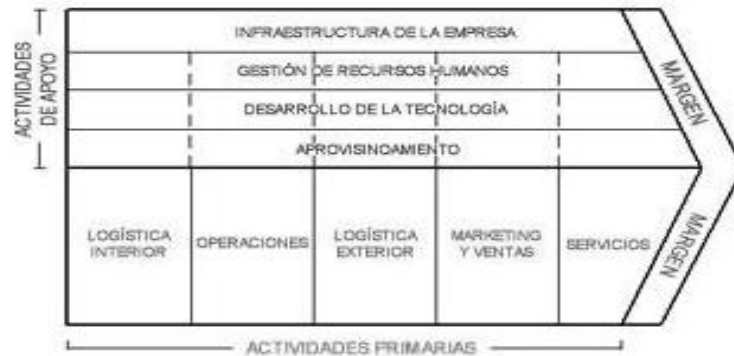 ACTIVIDADES
DE APOYO
INFRAESTRUCTURA DE LA EMPRESA
GESTIÓN DE RECURSOS HUMANOS
DESARROLLO DE LA TECNOLOGÍA
APROVISINOAMIENTO
MARGEN
LOGÍSTICA
INTERIOR
OPERACIONES
LOGÍSTICA
EXTERIOR
MARKETING
Y VENTAS
SERVICIOS
MARGEN
ACTIVIDADES PRIMARIAS